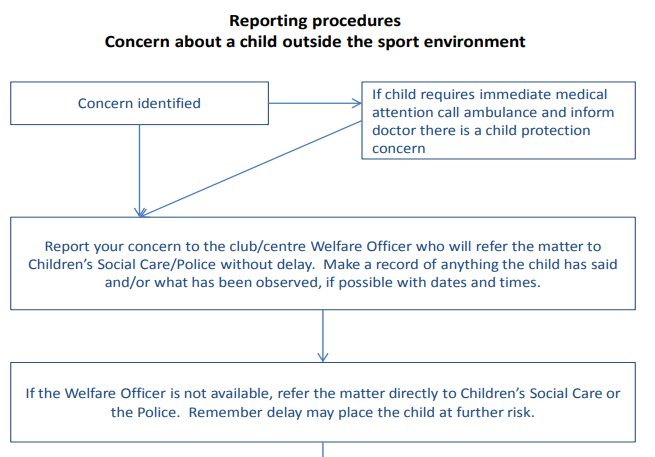 Reporting procedures
Concern about a child outside the sport environment
Concern identified
If child requires immediate medical
attention call ambulance and inform
doctor there is a child protection
concern
Report your concern to the club/centre Welfare Officer who will refer the matter to
Children’s Social Care/Police without delay.  Make a record of anything the child has said
and/or what has been observed, if possible with dates and times.
If the Welfare Officer is not available, refer the matter directly to Children’s Social Care or
the Police.  Remember delay may place the child at further risk.